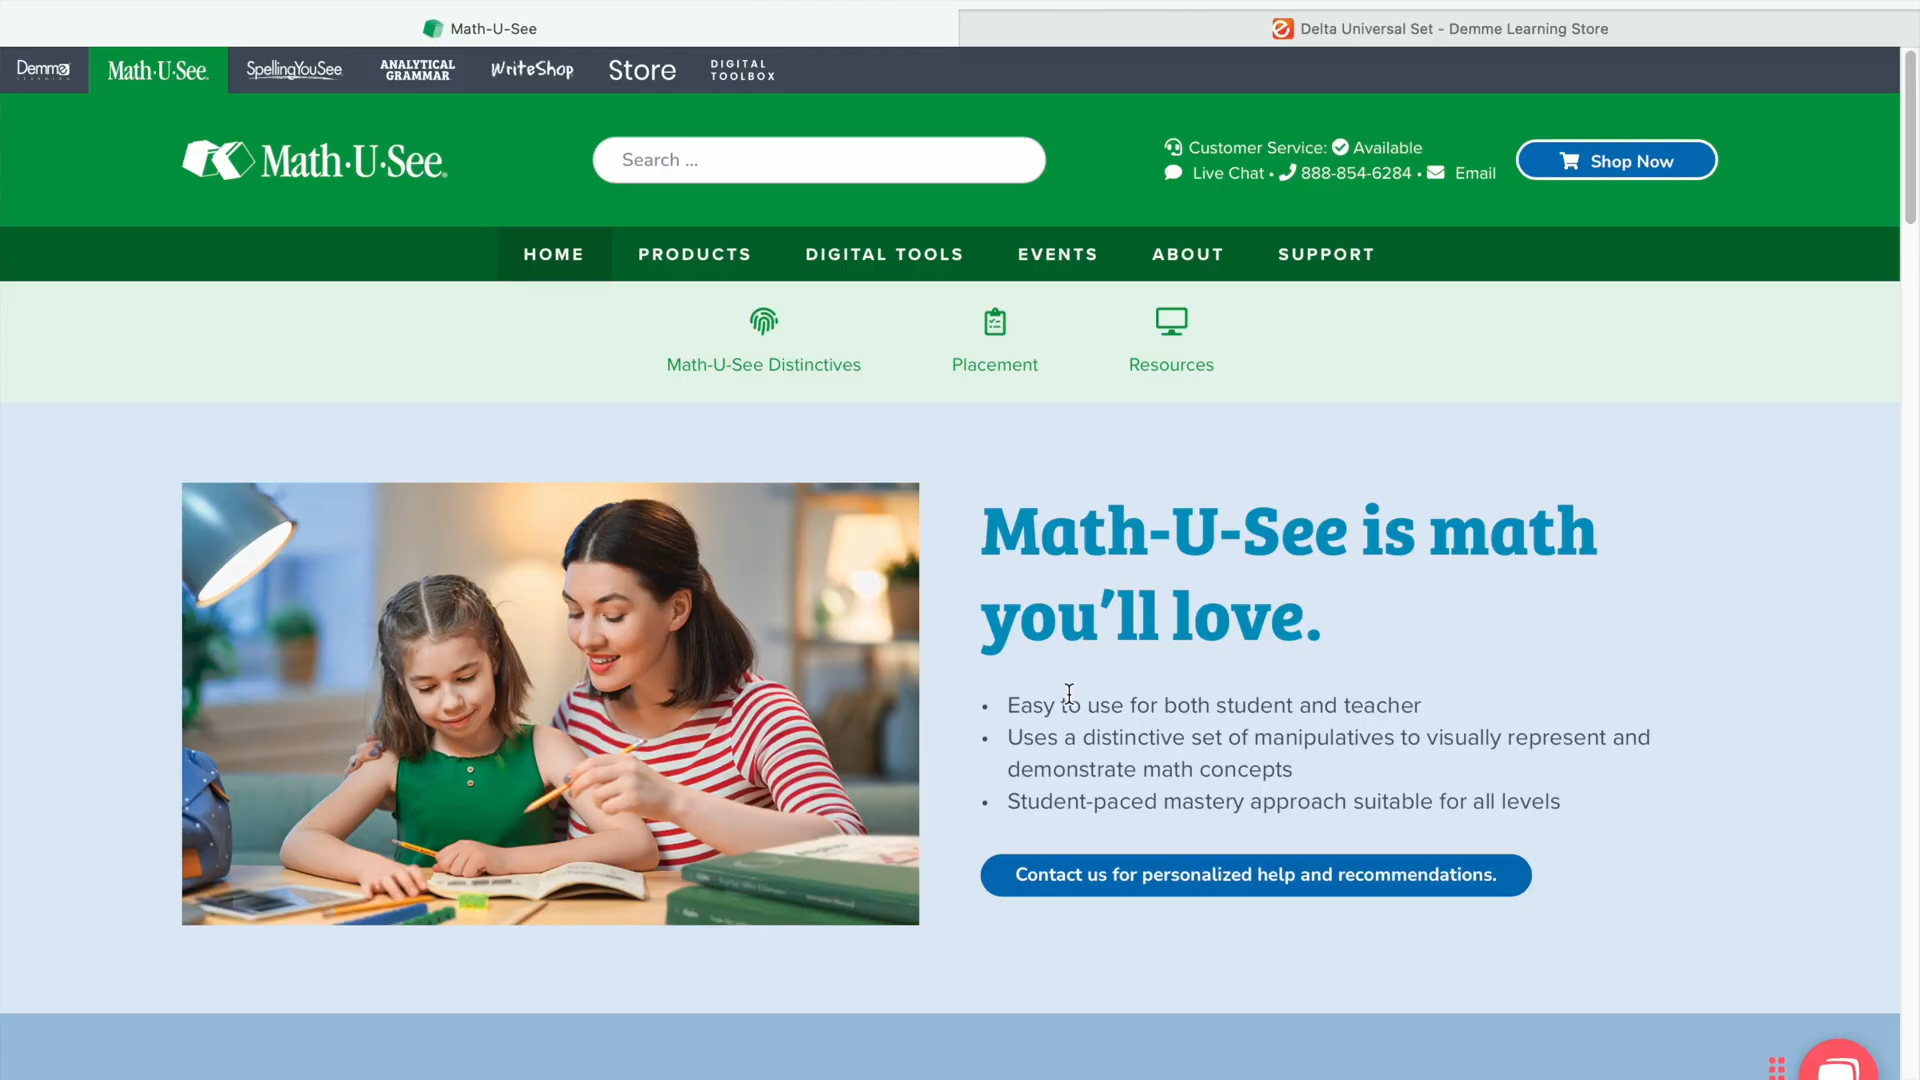 Math-U-See
Delta Universal Set - Demme Learning Store
Demme
LEARNING
Math·U·See
SpellingYouSee
ANALYTICAL
GRAMMAR
WriteShop
Store
DIGITAL
TOOLBOX
Math·U·See
Search ...
Customer Service: Available
Live Chat • 888-854-6284 • Email
Shop Now
HOME
PRODUCTS
DIGITAL TOOLS
EVENTS
ABOUT
SUPPORT
Math-U-See Distinctives
Placement
Resources
Math-U-See is math
you’ll love.
• Easy to use for both student and teacher
• Uses a distinctive set of manipulatives to visually represent and
demonstrate math concepts
• Student-paced mastery approach suitable for all levels
Contact us for personalized help and recommendations.